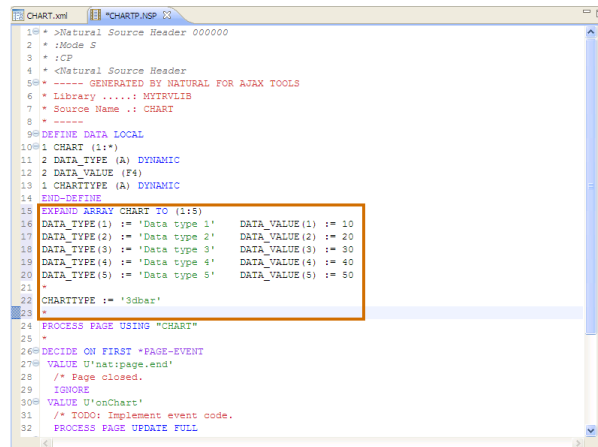 CHART.xml *CHARTP.NSP
1 * >Natural Source Header 000000
2 * :Mode S
3 * :CP
4 * <Natural Source Header
5 * ----- GENERATED BY NATURAL FOR AJAX TOOLS
6 * Library .....: MYTRVLIB
7 * Source Name .: CHART
8 * -----
9 DEFINE DATA LOCAL
10 1 CHART (1:*)
11 2 DATA_TYPE (A) DYNAMIC
12 2 DATA_VALUE (F4)
13 1 CHARTTYPE (A) DYNAMIC
14 END-DEFINE
15 EXPAND ARRAY CHART TO (1:5)
16 DATA_TYPE(1) := 'Data type 1' DATA_VALUE(1) := 10
17 DATA_TYPE(2) := 'Data type 2' DATA_VALUE(2) := 20
18 DATA_TYPE(3) := 'Data type 3' DATA_VALUE(3) := 30
19 DATA_TYPE(4) := 'Data type 4' DATA_VALUE(4) := 40
20 DATA_TYPE(5) := 'Data type 5' DATA_VALUE(5) := 50
21 *
22 CHARTTYPE := '3dbar'
23 *
24 PROCESS PAGE USING "CHART"
25 *
26 DECIDE ON FIRST *PAGE-EVENT
27 VALUE U'nat:page.end'
28 /* Page closed.
29 IGNORE
30 VALUE U'onChart'
31 /* TODO: Implement event code.
32 PROCESS PAGE UPDATE FULL